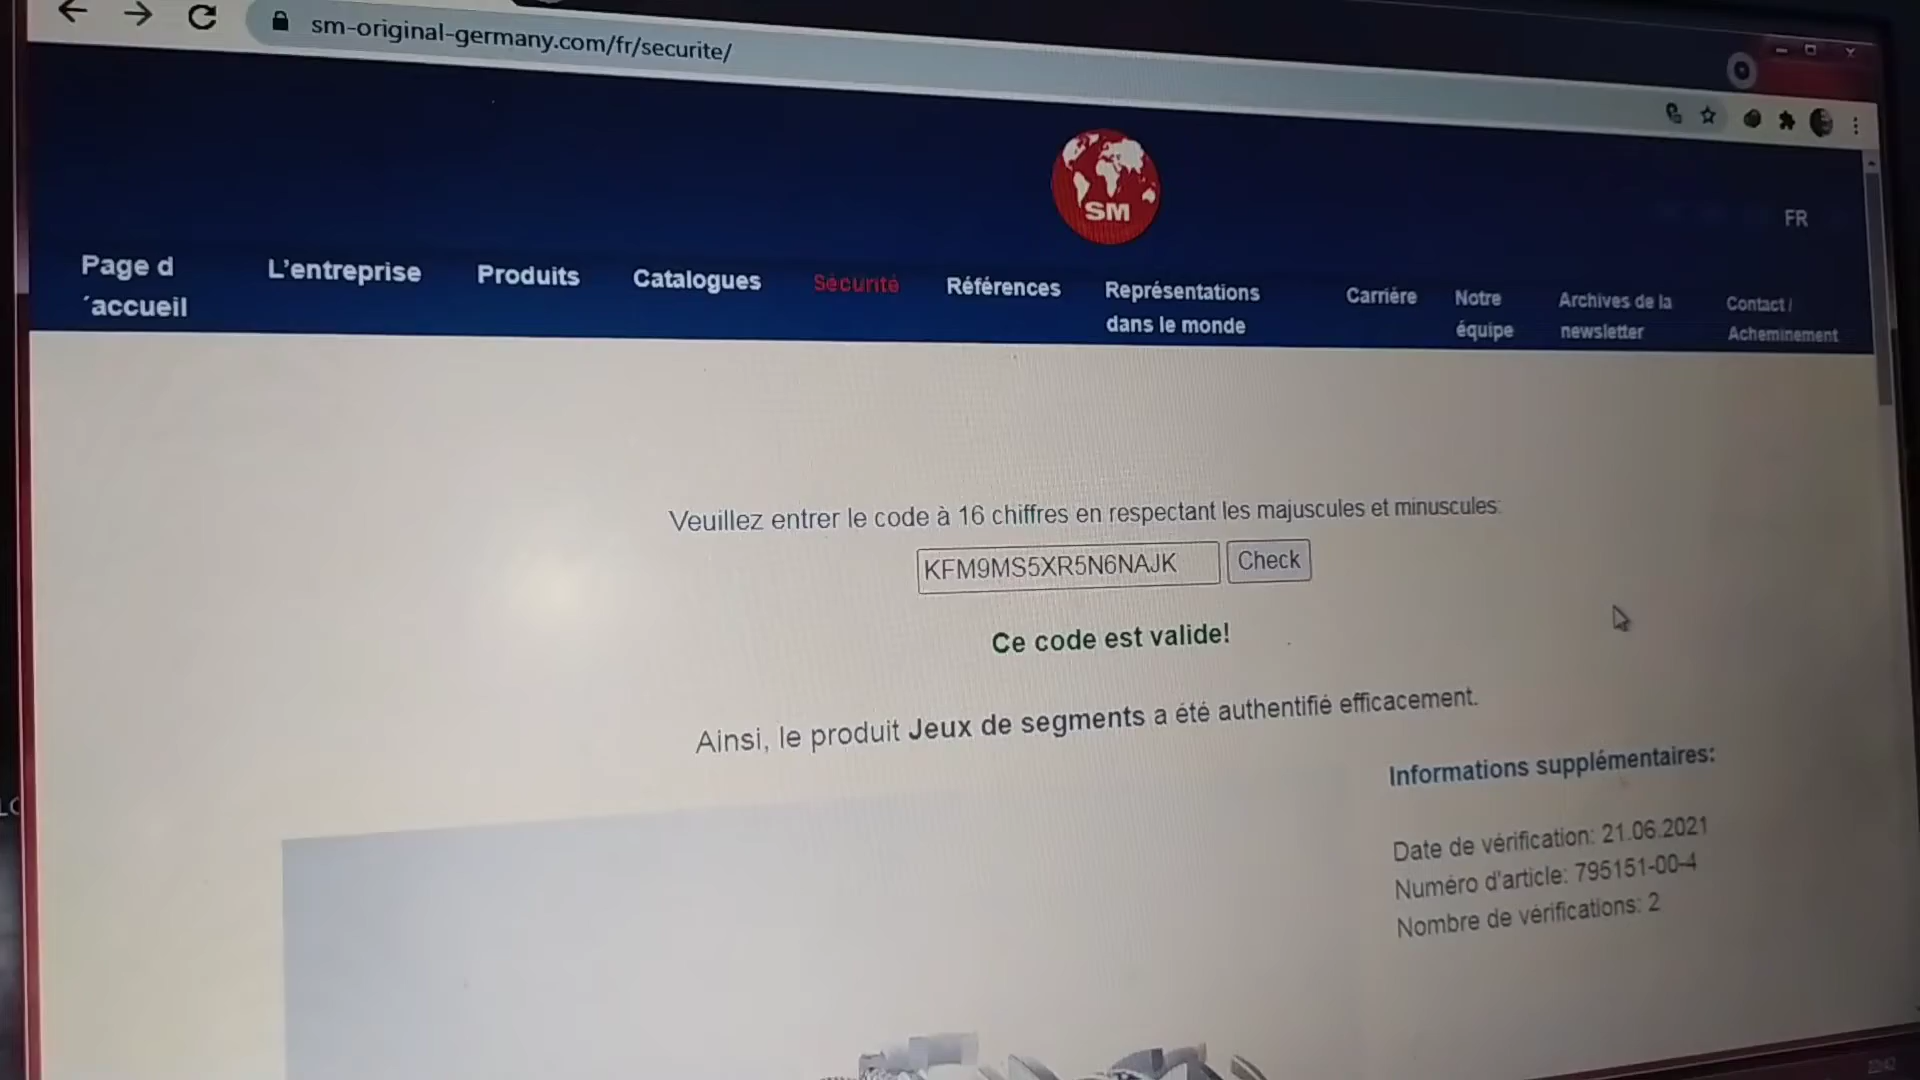 sm-original-germany.com/fr/securite/
SM
FR
Page d
´accueil
L'entreprise
Produits
Catalogues
Sécurité
Références
Représentations
dans le monde
Carrière
Notre
équipe
Archives de la
newsletter
Contact /
Acheminement
Veuillez entrer le code à 16 chiffres en respectant les majuscules et minuscules:
KFM9MS5XR5N6NAJK
Check
Ce code est valide!
Ainsi, le produit Jeux de segments a été authentifié efficacement.
Informations supplémentaires:
Date de vérification: 21.06.2021
Numéro d'article: 795151-00-4
Nombre de vérifications: 2